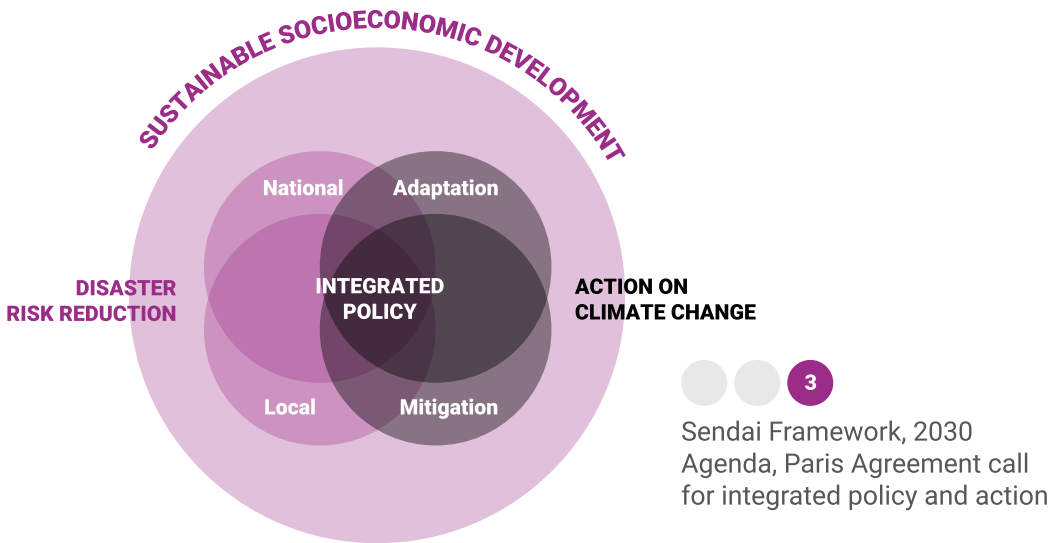 SUSTAINABLE SOCIOECONOMIC DEVELOPMENT
National
Adaptation
DISASTER
RISK REDUCTION
INTEGRATED
POLICY
ACTION ON
CLIMATE CHANGE
Local
Mitigation
3
Sendai Framework, 2030
Agenda, Paris Agreement call
for integrated policy and action